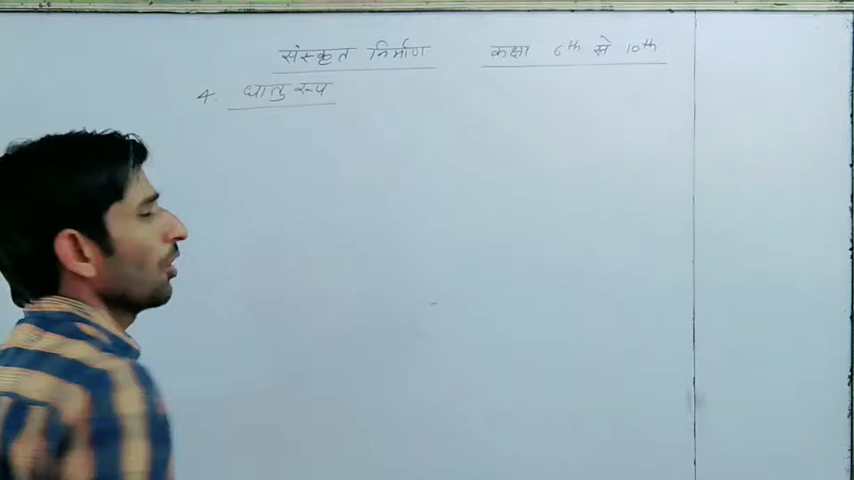 संस्कृत निर्माण कक्षा 6th से 10th
4. धातु रूप